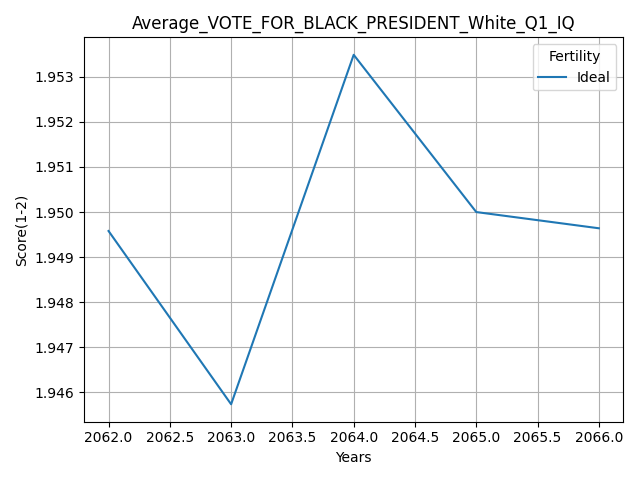 Average_VOTE_FOR_BLACK_PRESIDENT_White_Q1_IQ
Fertility
Ideal
1.953
1.952
1.951
1.950
1.949
1.948
1.947
1.946
Score(1-2)
2062.0 2062.5 2063.0 2063.5 2064.0 2064.5 2065.0 2065.5 2066.0
Years